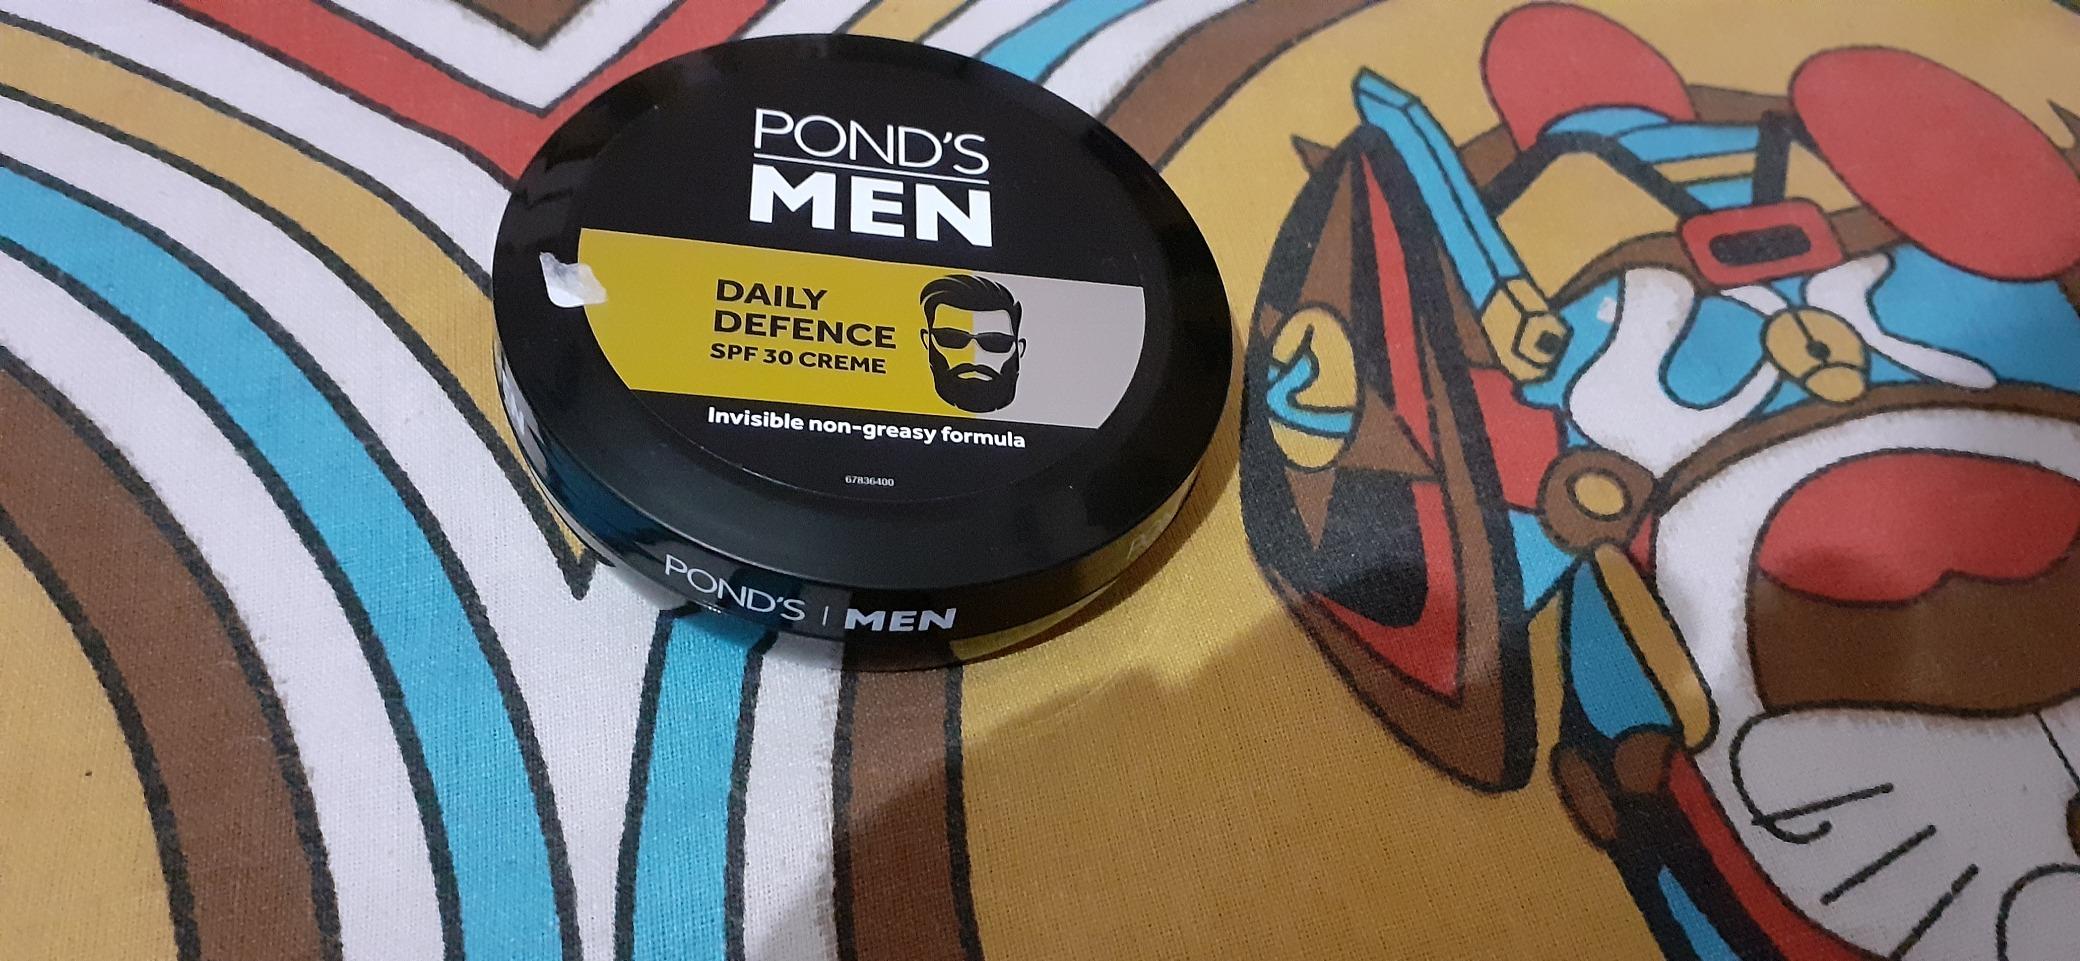 POND'S
MEN
DAILY
DEFENCE
SPF 30 CREME
Invisible non-greasy formula
67836400
POND'S | MEN